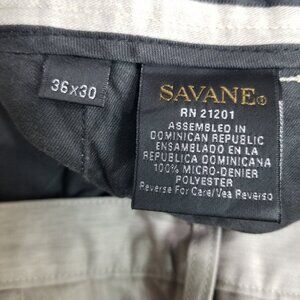 36x30
SAVANE®
RN 21201
ASSEMBLED IN
DOMINICAN REPUBLIC
ENSAMBLADO EN LA
REPUBLICA DOMINICANA
100% MICRO-DENIER
POLYESTER
Reverse For Care/Vea Reverso